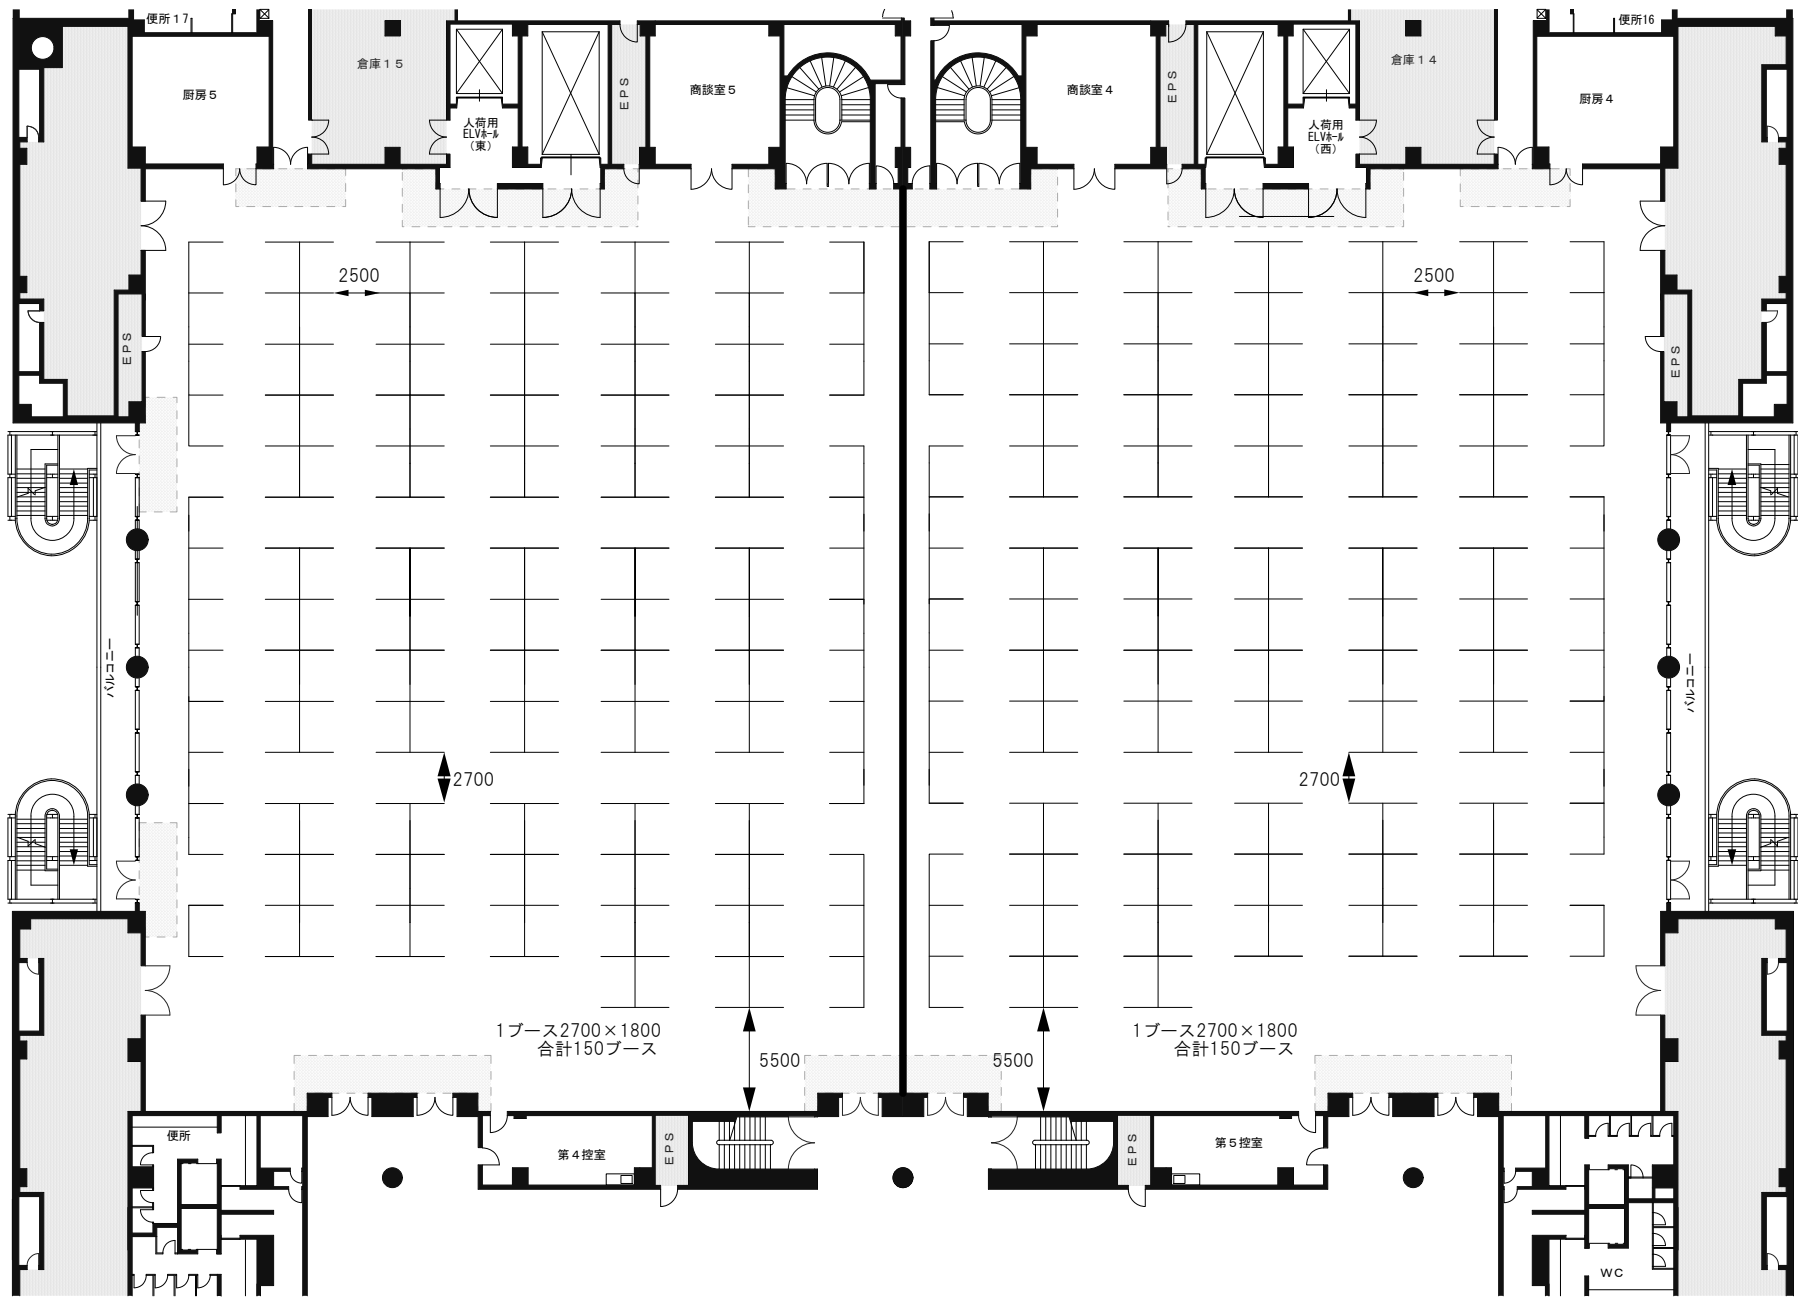 便所17
便所16
倉庫１５
倉庫１４
厨房５
人荷用
ELVﾎｰﾙ
（東）
EPS
商談室５
商談室４
EPS
人荷用
ELVﾎｰﾙ
（西）
厨房４
2500
2500
EPS
EPS
バルコニー
バルコニー
2700
2700
1ブース2700×1800
合計150ブース
5500
5500
1ブース2700×1800
合計150ブース
便所
第４控室
EPS
EPS
第５控室
WC